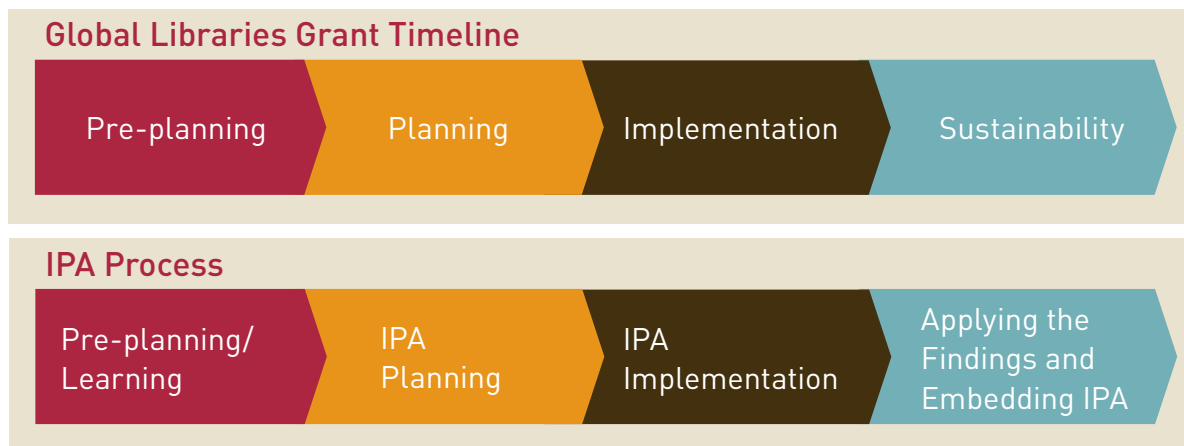 Global Libraries Grant Timeline
Pre-planning
Planning
Implementation
Sustainability
IPA Process
Pre-planning/
Learning
IPA
Planning
IPA
Implementation
Applying the
Findings and
Embedding IPA